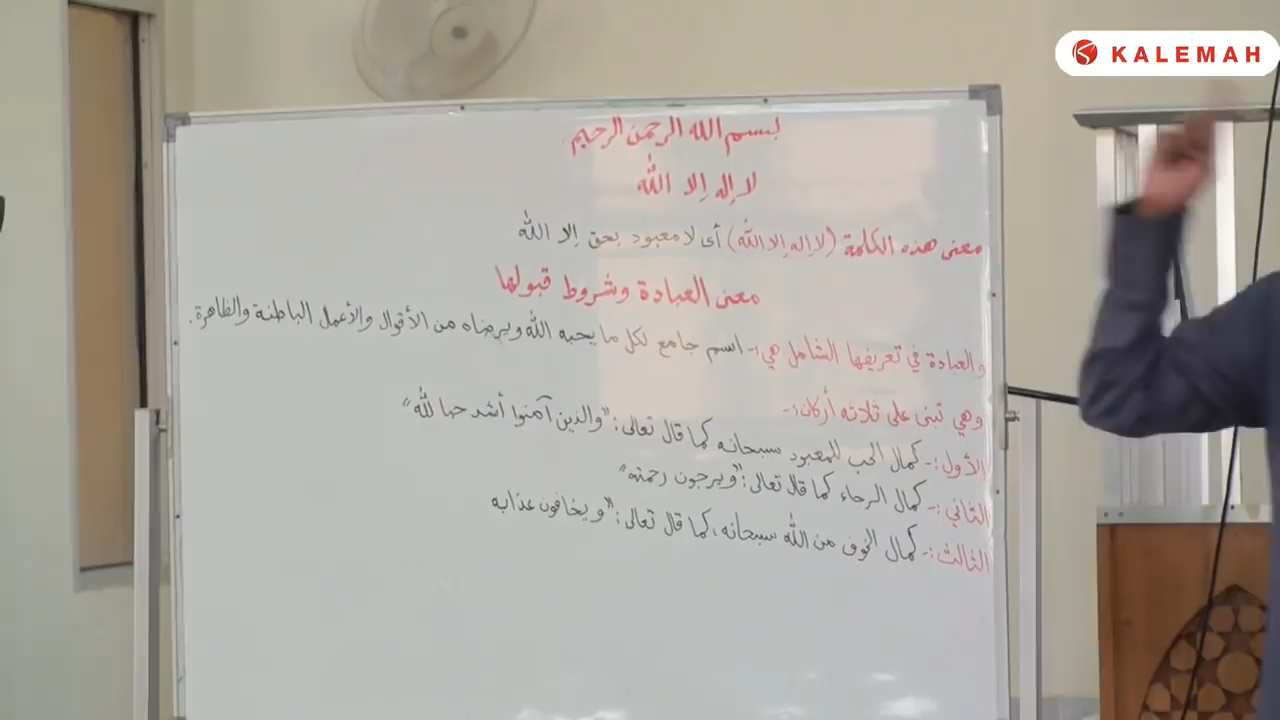 KALEMAH
بسم الله الرحمن الرحيم
لا إله إلا الله
معنى هذه الكلمة (لا إله إلا الله) أى لا معبود بحق إلا الله
معنى العبادة وشروط قبولها
والعبادة في تعريفها الشامل هي:- اسم جامع لكل ما يحبه الله ويرضاه من الأقوال والأعمل الباطنة والظاهرة.
وهي تبنى على ثلاثه أركان:-
الأول:- كمال الحب للمعبود سبحانه كما قال تعالى: "والذين آمنوا أشد حبا لله"
الثاني:- كمال الرجاء كما قال تعالى: "ويرجون رحمته"
الثالث:- كمال الخوف من الله سبحانه، كما قال تعالى: "ويخافون عذابه